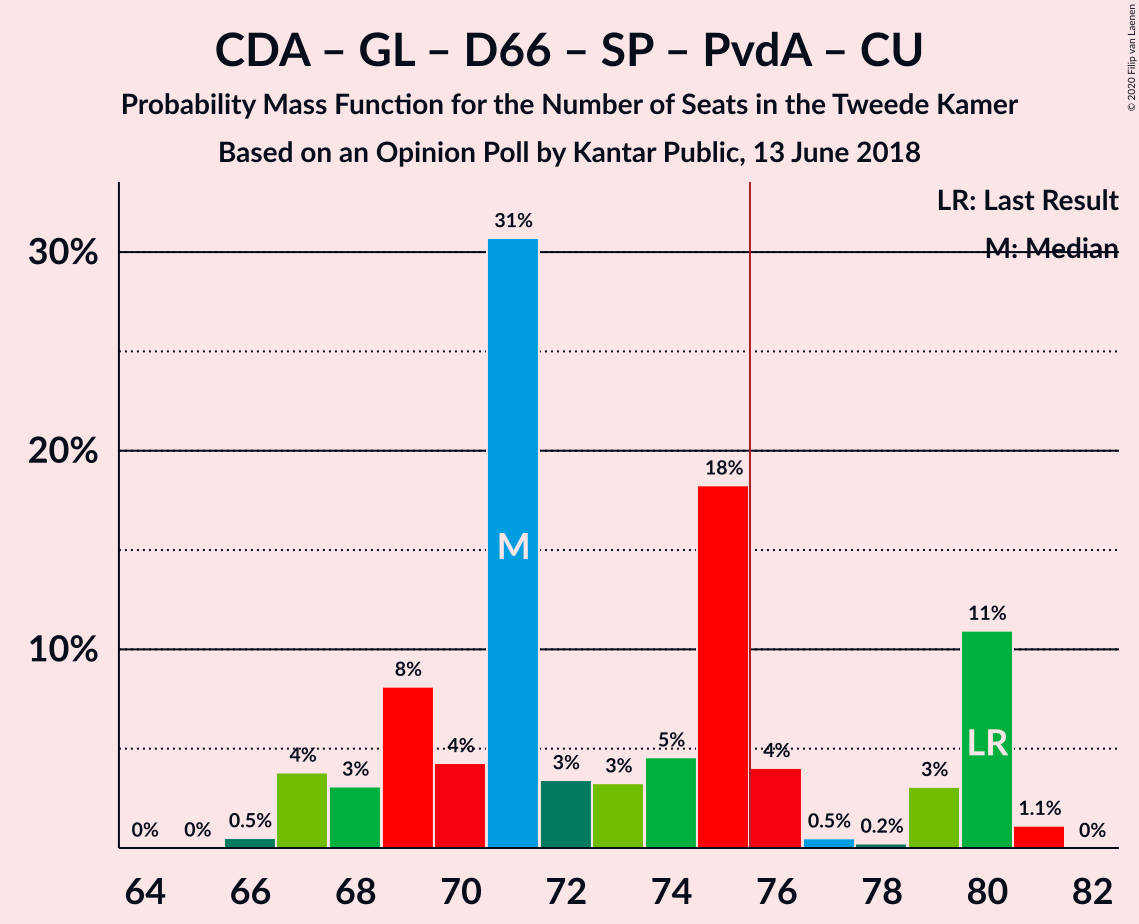 CDA – GL – D66 – SP – PvdA – CU
Probability Mass Function for the Number of Seats in the Tweede Kamer
Based on an Opinion Poll by Kantar Public, 13 June 2018
© 2020 Filip van Laenen
LR: Last Result
M: Median
30%
20%
10%
0%
0%
0.5%
4%
3%
8%
4%
31%
3%
3%
5%
18%
4%
0.5%
0.2%
3%
11%
1.1%
0%
M
LR
64 66 68 70 72 74 76 78 80 82